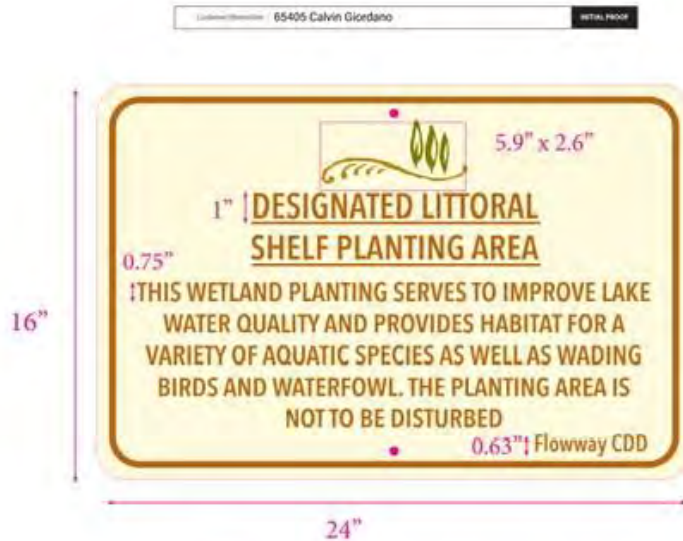 65405 Calvin Giordano
INITIAL PROOF
5.9" x 2.6"
1" DESIGNATED LITTORAL
SHELF PLANTING AREA
0.75"
THIS WETLAND PLANTING SERVES TO IMPROVE LAKE
16"
WATER QUALITY AND PROVIDES HABITAT FOR A
VARIETY OF AQUATIC SPECIES AS WELL AS WADING
BIRDS AND WATERFOWL. THE PLANTING AREA IS
NOT TO BE DISTURBED
0.63" Flowway CDD
24"